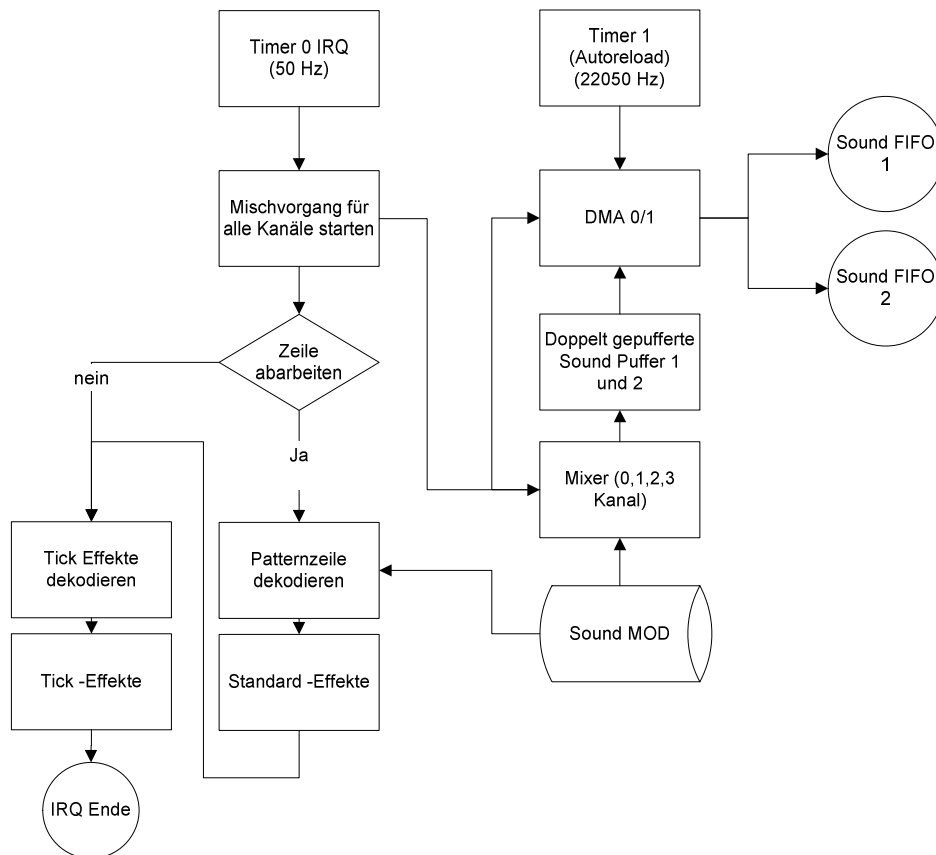 Timer 0 IRQ
(50 Hz)
Timer 1
(Autoreload)
(22050 Hz)
Sound FIFO
1
Mischvorgang für
alle Kanäle starten
DMA 0/1
Sound FIFO
2
Zeile
abarbeiten
nein
Doppelt gepufferte
Sound Puffer 1
und 2
Ja
Mixer (0,1,2,3
Kanal)
Tick Effekte
dekodieren
Patternzeile
dekodieren
Sound MOD
Tick -Effekte
Standard -Effekte
IRQ Ende